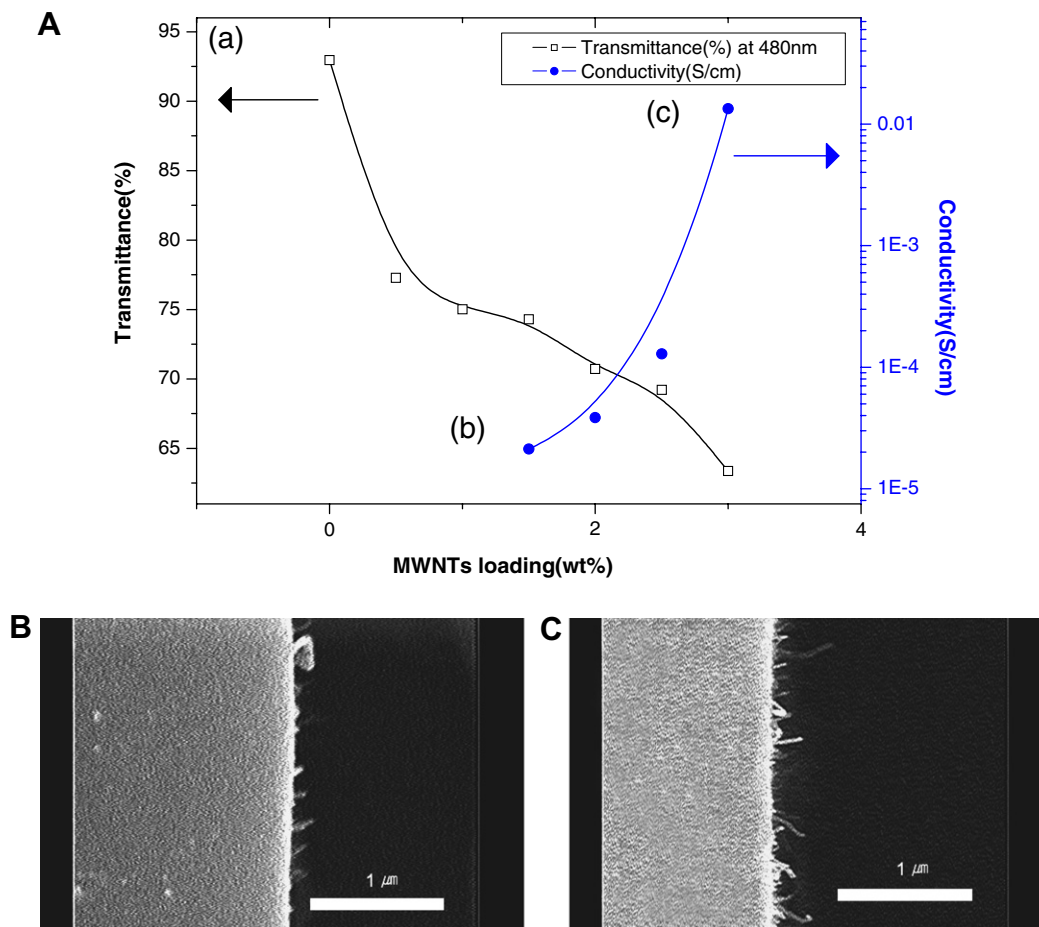 A
(a)
Transmittance(%) at 480nm
Conductivity(S/cm)
(c)
(b)
95
90
85
80
75
70
65
Transmittance(%)
0.01
1E-3
1E-4
1E-5
Conductivity(S/cm)
0
2
4
MWNTs loading(wt%)
B
1 ㎛
C
1 ㎛